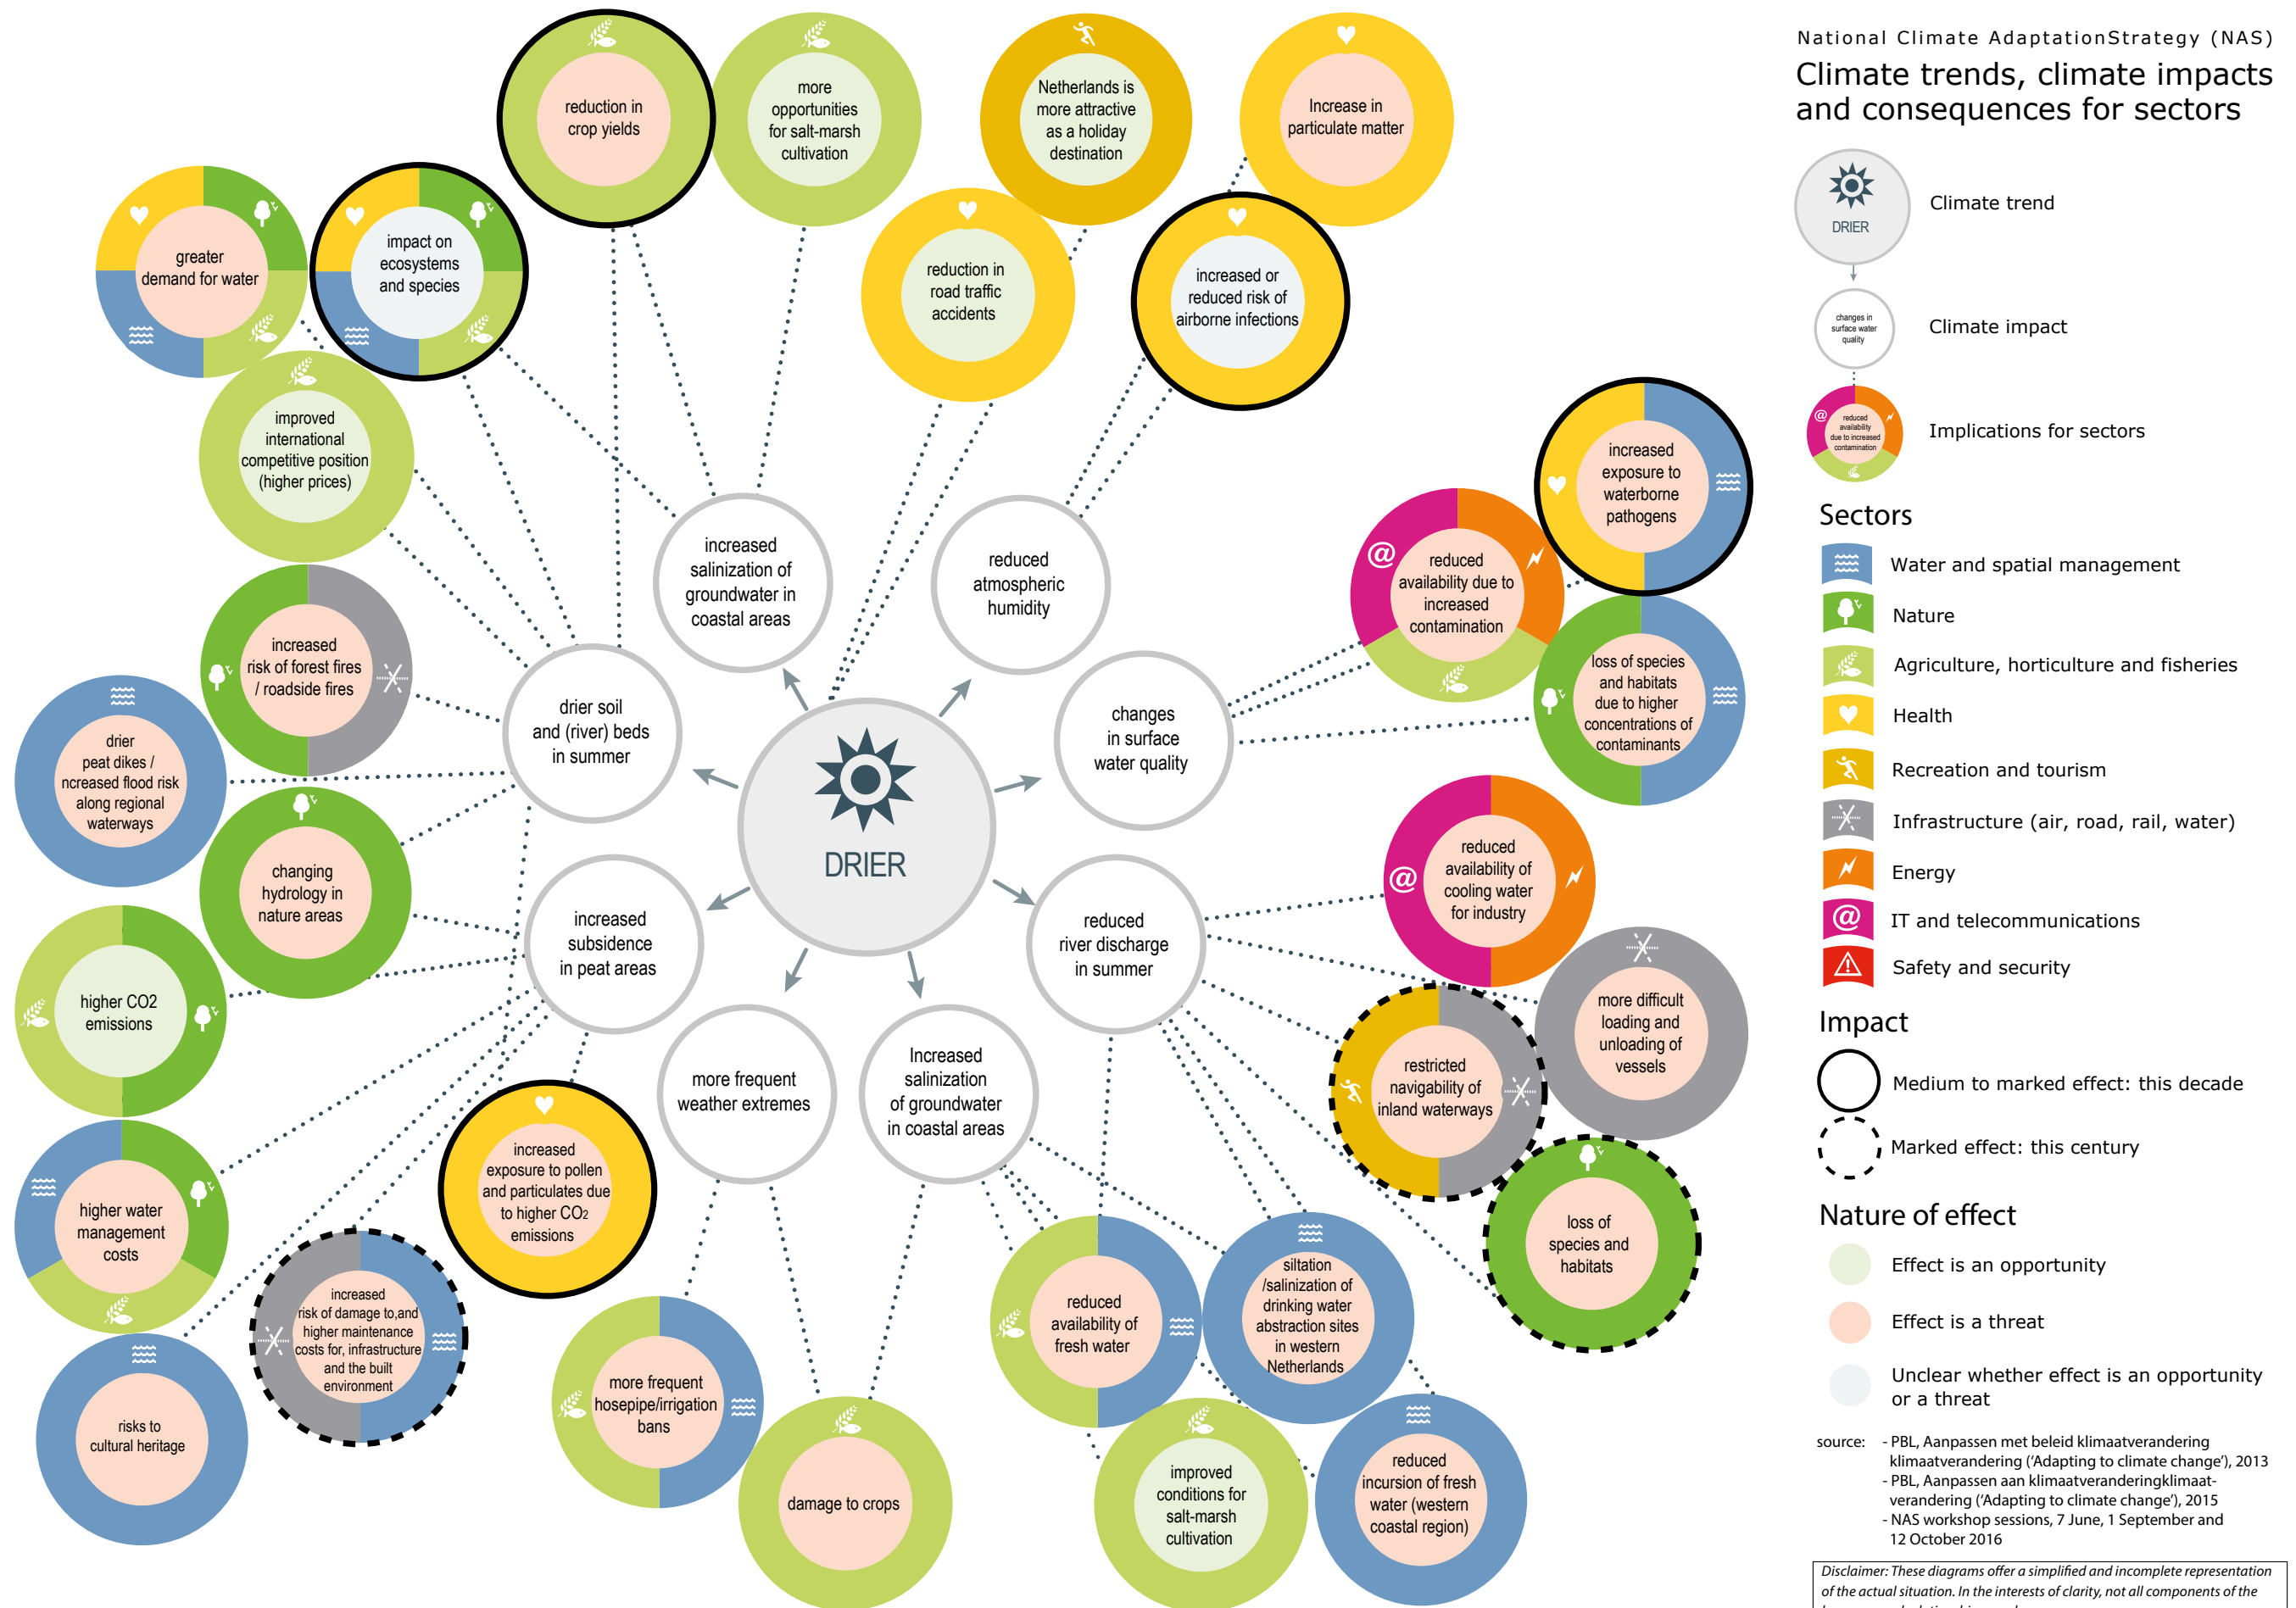 National Climate AdaptationStrategy (NAS)
Climate trends, climate impacts
and consequences for sectors
reduction in
crop yields
more
opportunities
for salt-marsh
cultivation
Netherlands is
more attractive
as a holiday
destination
Increase in
particulate matter
greater
demand for water
impact on
ecosystems
and species
reduction in
road traffic
accidents
increased or
reduced risk of
airborne infections
improved
international
competitive position
(higher prices)
increased
exposure to
waterborne
pathogens
increased
salinization of
groundwater in
coastal areas
reduced
atmospheric
humidity
@
reduced
availability due to
increased
contamination
increased
risk of forest fires
/ roadside fires
loss of species
and habitats
due to higher
concentrations of
contaminants
drier soil
and (river) beds
in summer
changes
in surface
water quality
drier
peat dikes /
ncreased flood risk
along regional
waterways
DRIER
changing
hydrology in
nature areas
@
reduced
availability of
cooling water
for industry
increased
subsidence
in peat areas
reduced
river discharge
in summer
higher CO2
emissions
more difficult
loading and
unloading of
vessels
more frequent
weather extremes
Increased
salinization
of groundwater
in coastal areas
restricted
navigability of
inland waterways
increased
exposure to pollen
and particulates due
to higher CO2
emissions
higher water
management
costs
loss of
species and
habitats
increased
risk of damage to,and
higher maintenance
costs for, infrastructure
and the built
environment
reduced
availability of
fresh water
siltation
/salinization of
drinking water
abstraction sites
in western
Netherlands
risks to
cultural heritage
more frequent
hosepipe/irrigation
bans
damage to crops
improved
conditions for
salt-marsh
cultivation
reduced
incursion of fresh
water (western
coastal region)
DRIER
Climate trend
changes in
surface water
quality
Climate impact
@
reduced
availability
due to increased
contamination
Implications for sectors
Sectors
Water and spatial management
Nature
Agriculture, horticulture and fisheries
Health
Recreation and tourism
Infrastructure (air, road, rail, water)
Energy
@ IT and telecommunications
Safety and security
Impact
Medium to marked effect: this decade
Marked effect: this century
Nature of effect
Effect is an opportunity
Effect is a threat
Unclear whether effect is an opportunity
or a threat
source: - PBL, Aanpassen met beleid klimaatverandering
klimaatverandering (‘Adapting to climate change’), 2013
- PBL, Aanpassen aan klimaatveranderingklimaat-
verandering (‘Adapting to climate change’), 2015
- NAS workshop sessions, 7 June, 1 September and
12 October 2016
Disclaimer: These diagrams offer a simplified and incomplete representation
of the actual situation. In the interests of clarity, not all components of the